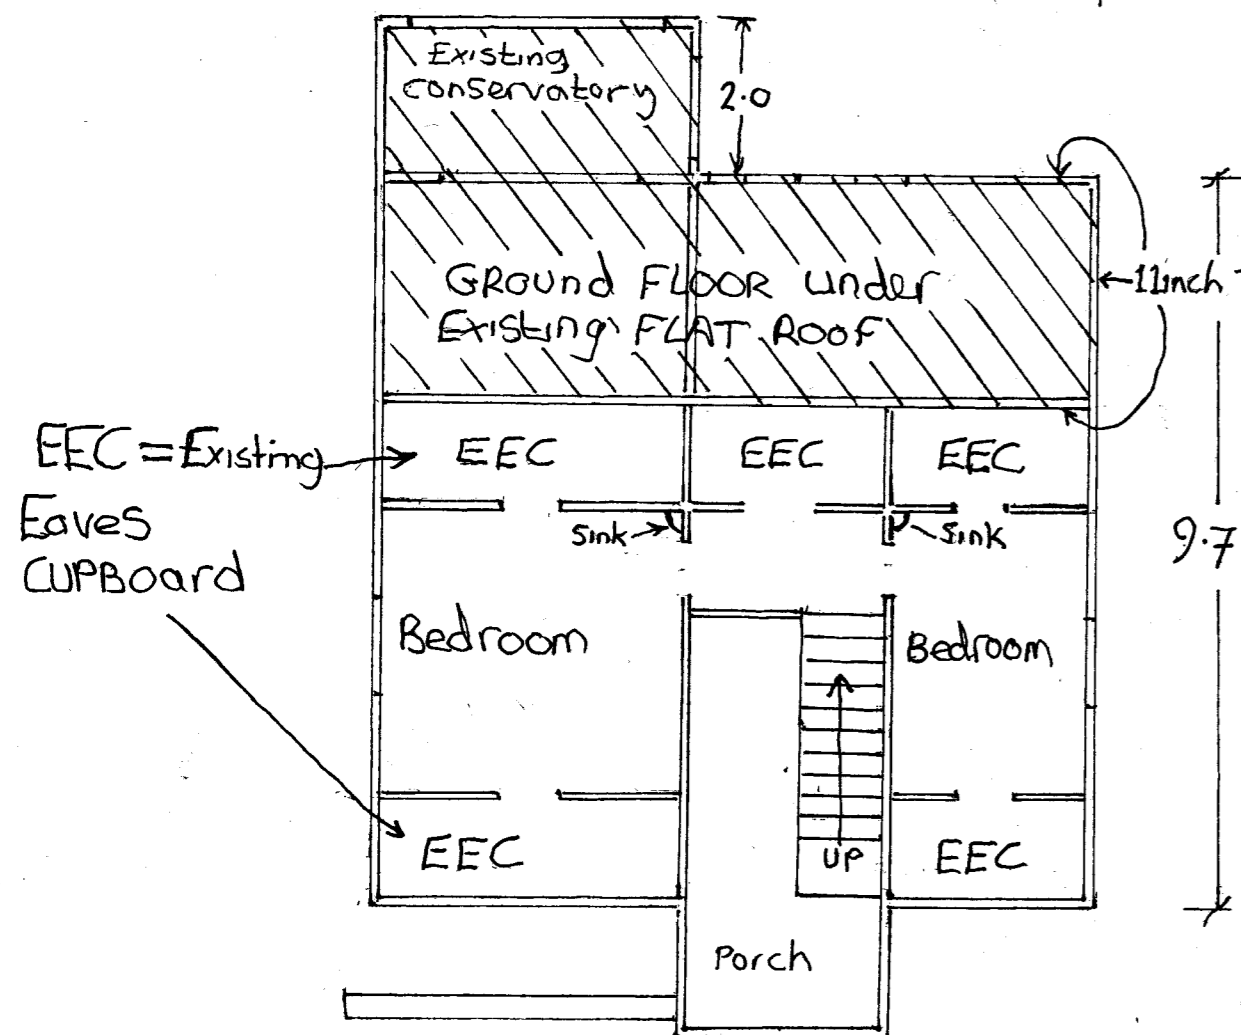 Existing
conservatory
2.0
GROUND FLOOR under
Existing FLAT ROOF
11inch
EEC = Existing
Eaves
CUPBoard
EEC
EEC
EEC
Sink
Sink
9.7
Bedroom
Bedroom
EEC
UP
EEC
Porch